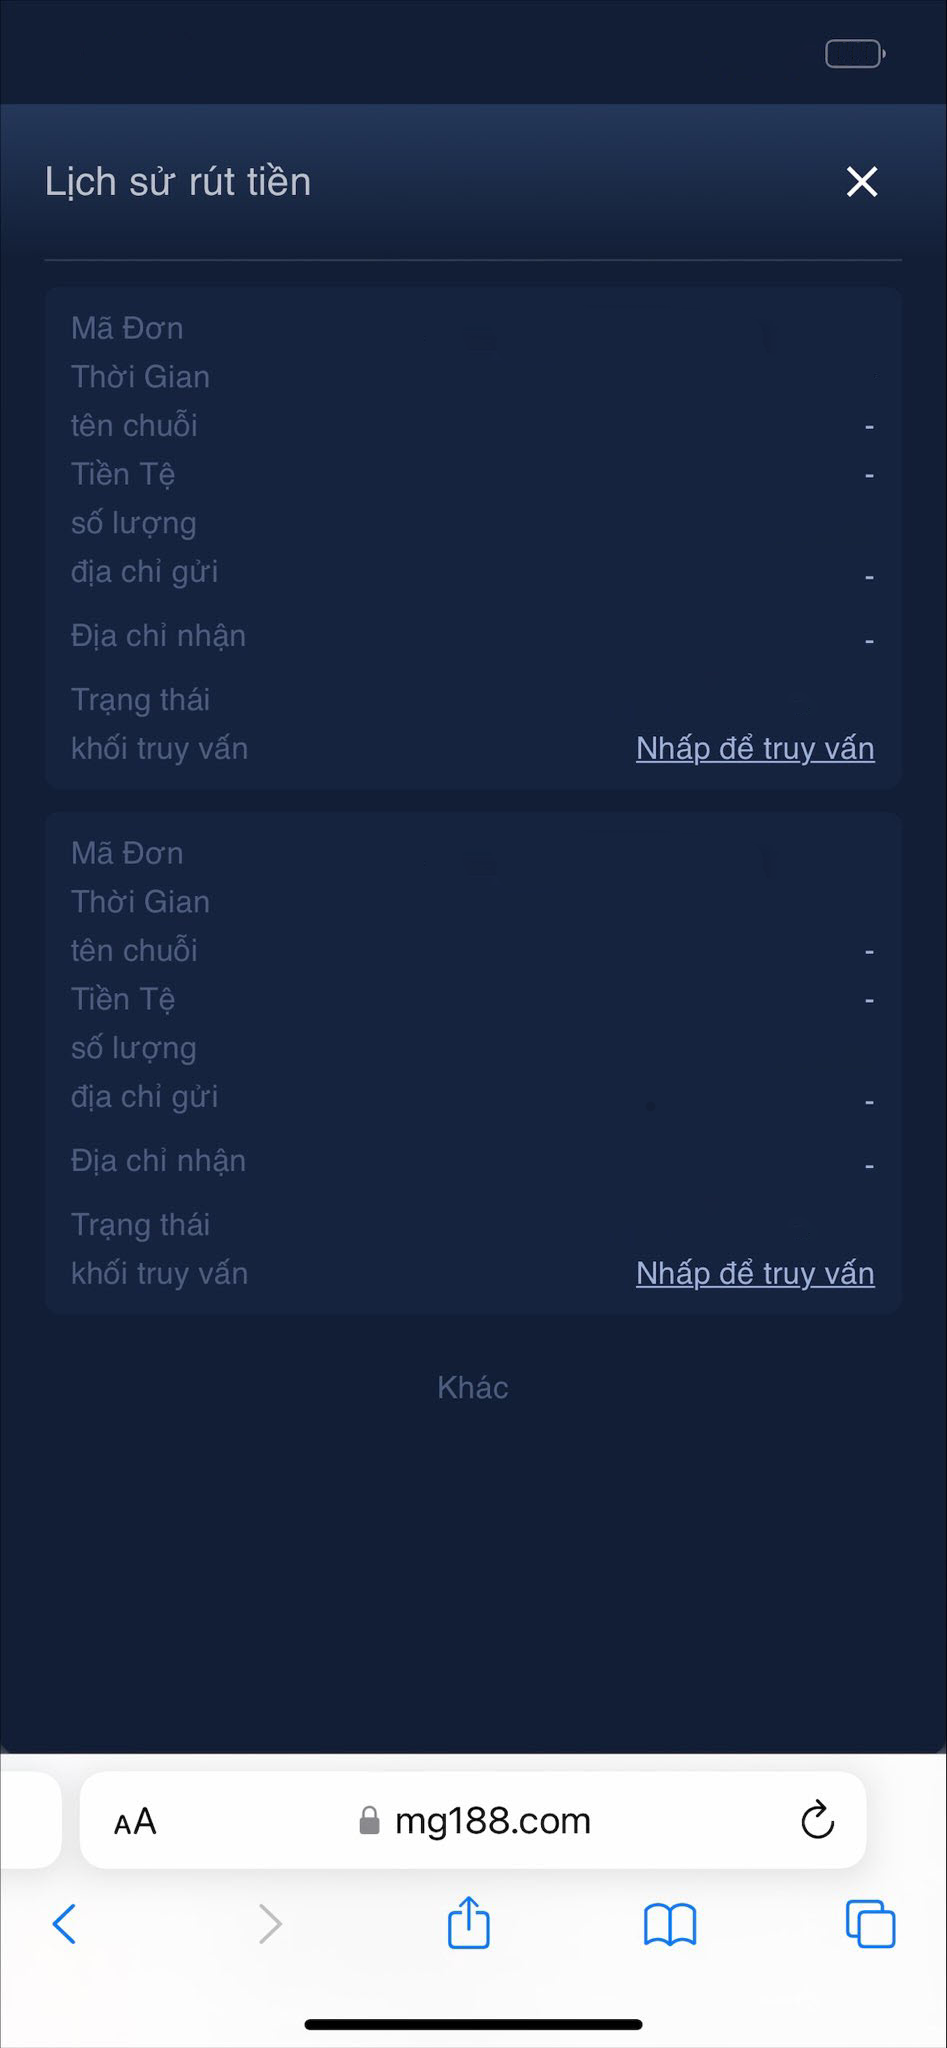 Lịch sử rút tiền
Mã Đơn
Thời Gian
tên chuỗi -
Tiền Tệ -
số lượng
địa chỉ gửi -
Địa chỉ nhận -
Trạng thái
khối truy vấn Nhấp để truy vấn
Mã Đơn
Thời Gian
tên chuỗi -
Tiền Tệ -
số lượng
địa chỉ gửi -
Địa chỉ nhận -
Trạng thái
khối truy vấn Nhấp để truy vấn
Khác
AA mg188.com